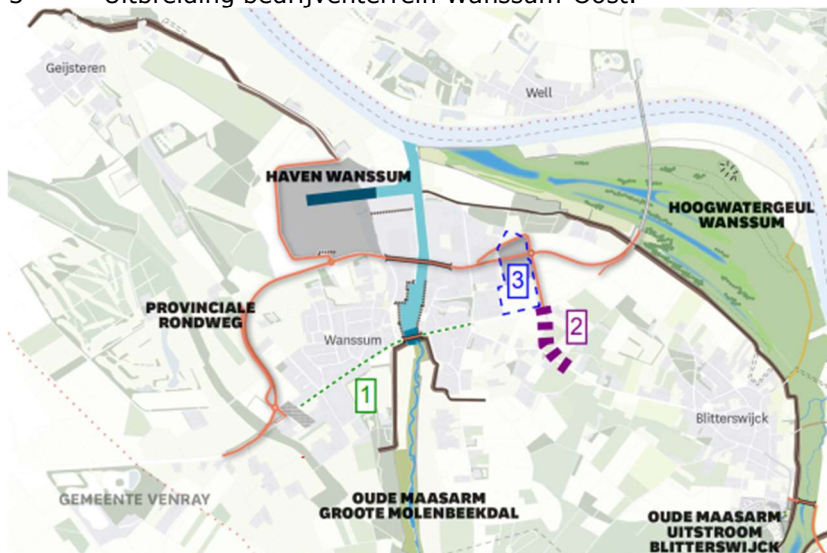 3 Uitbreiding bedrijventerrein Wanssum-Oost.
Geijsteren
Well
HAVEN WANSSUM
HOOGWATERGEUL
WANSSUM
3
PROVINCIALE
RONDWEG
2
Wanssum
1
Blitterswijck
GEMEENTE VENRAY
OUDE MAASARM
GROOTE MOLENBEEKDAL
OUDE MAASARM
UITSTROOM
BLITTERSWIJCK